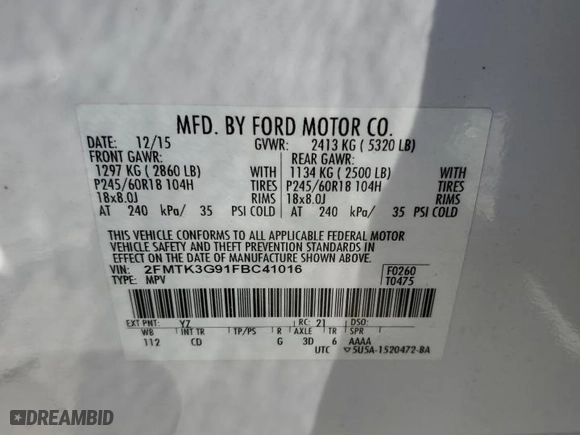 MFD. BY FORD MOTOR CO.
DATE: 12/15 GVWR: 2413 KG ( 5320 LB)
FRONT GAWR: REAR GAWR:
1297 KG ( 2860 LB) WITH 1134 KG ( 2500 LB) WITH
P245/60R18 104H TIRES P245/60R18 104H TIRES
18x8.0J RIMS 18x8.0J RIMS
AT 240 kPa/ 35 PSI COLD AT 240 kPa/ 35 PSI COLD
THIS VEHICLE CONFORMS TO ALL APPLICABLE FEDERAL MOTOR
VEHICLE SAFETY AND THEFT PREVENTION STANDARDS IN
EFFECT ON THE DATE OF MANUFACTURE SHOWN ABOVE.
VIN: 2FMTK3G91FBC41016 F0260
TYPE: MPV T0475
EXT PNT: YZ RC: 21 DSO:
WB INT TR TP/PS R AXLE TR SPR
112 CD G 3D 6 AAAA
UTC ▽5U5A-1520472-BA
DREAMBID